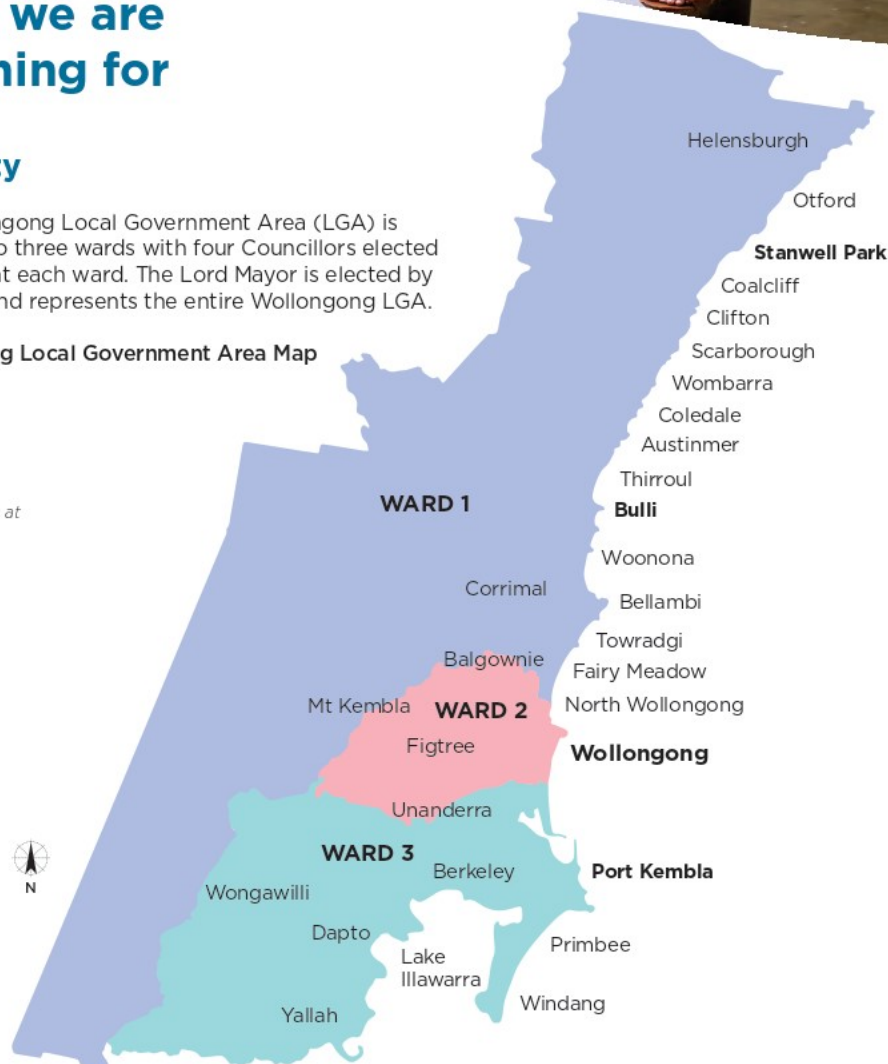 we are
ning for
ty
ngong Local Government Area (LGA) is
o three wards with four Councillors elected
nt each ward. The Lord Mayor is elected by
nd represents the entire Wollongong LGA.
g Local Government Area Map
at
Helensburgh
Otford
Stanwell Park
Coalcliff
Clifton
Scarborough
Wombarra
Coledale
Austinmer
Thirroul
WARD 1
Bulli
Woonona
Corrimal
Bellambi
Towradgi
Balgownie
Fairy Meadow
Mt Kembla
WARD 2
North Wollongong
Figtree
Wollongong
Unanderra
WARD 3
Berkeley
Port Kembla
N
Wongawilli
Dapto
Primbee
Lake
Illawarra
Windang
Yallah